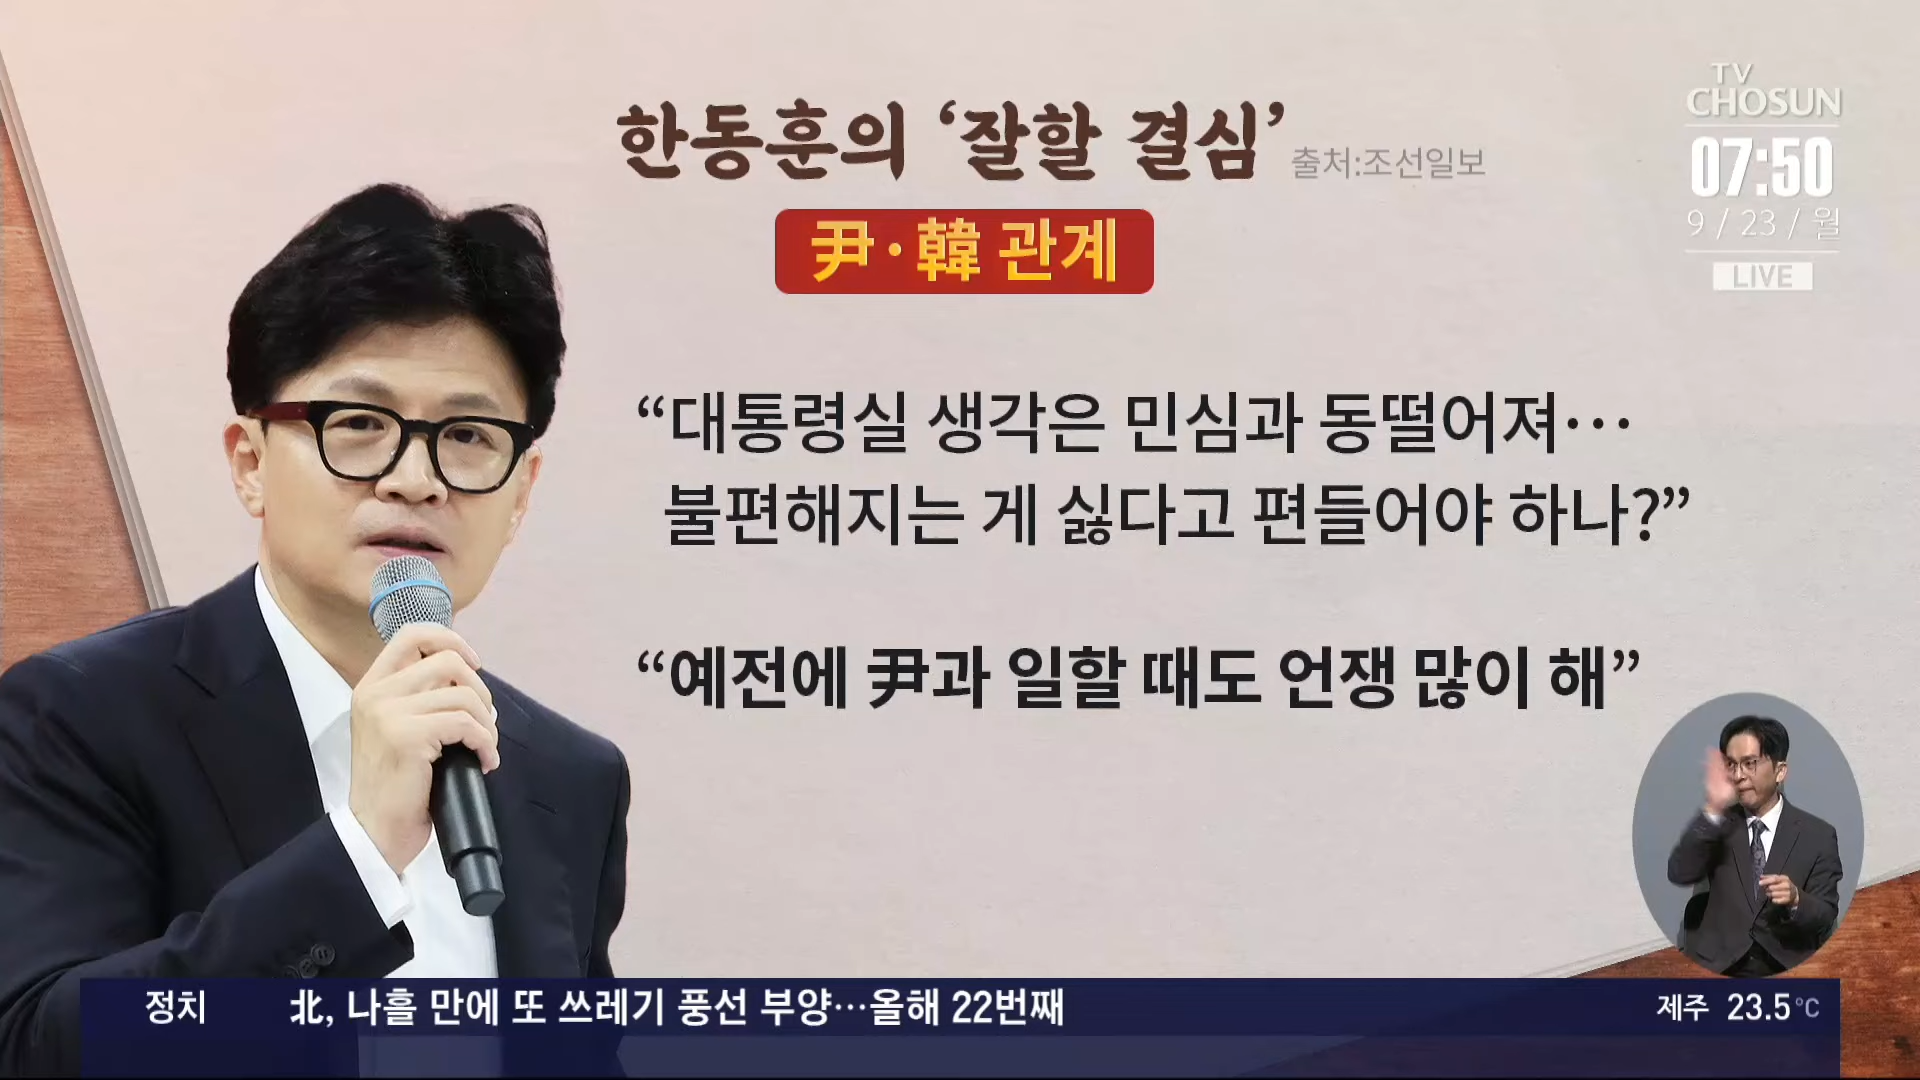 한동훈의 ‘잘할 결심’ 출처:조선일보
尹·韓 관계
“대통령실 생각은 민심과 동떨어져…
불편해지는 게 싫다고 편들어야 하나?”
“예전에 尹과 일할 때도 언쟁 많이 해”
TV
CHOSUN
07:50
9 / 23 / 월
LIVE
정치 北, 나흘 만에 또 쓰레기 풍선 부양…올해 22번째
제주 23.5℃